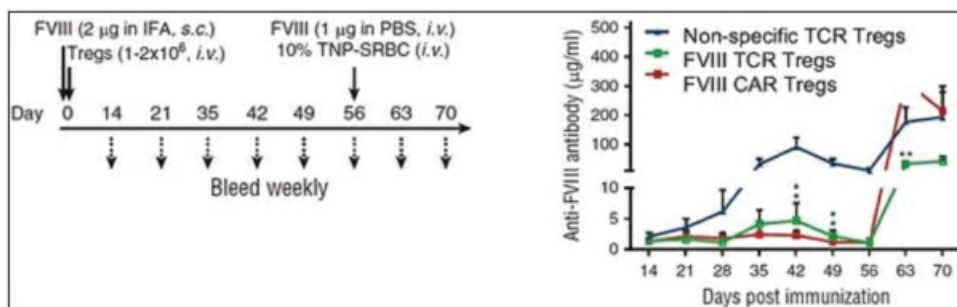 FVIII (2 µg in IFA, s.c.)
Tregs (1-2x10⁶, i.v.)
FVIII (1 µg in PBS, i.v.)
10% TNP-SRBC (i.v.)
Day 0 14 21 35 42 49 56 63 70
Bleed weekly
Anti-FVIII antibody (µg/ml)
500
400
300
200
100
10
5
0
Non-specific TCR Tregs
FVIII TCR Tregs
FVIII CAR Tregs
**
14 21 28 35 42 49 56 63 70
Days post immunization